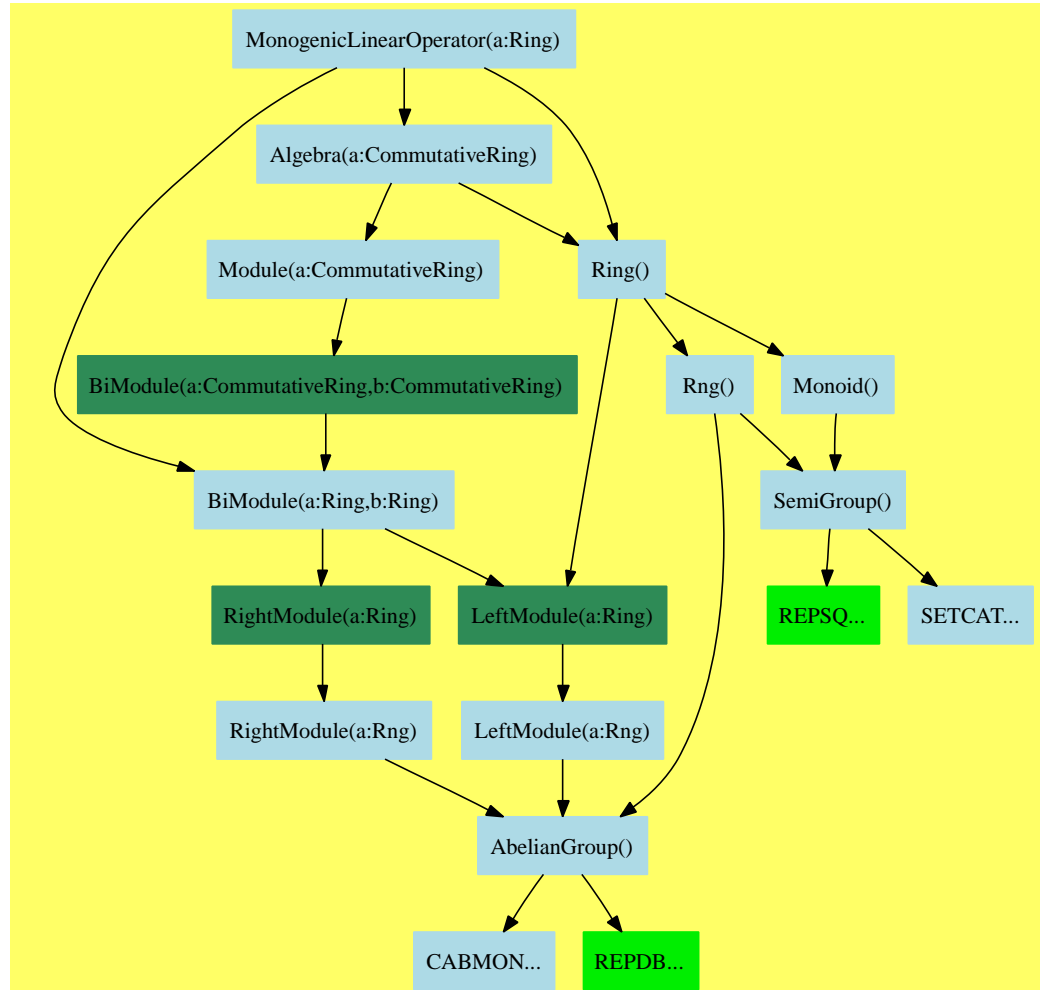 MonogenicLinearOperator(a:Ring)
Algebra(a:CommutativeRing)
Module(a:CommutativeRing)
Ring()
BiModule(a:CommutativeRing,b:CommutativeRing)
Rng()
Monoid()
BiModule(a:Ring,b:Ring)
SemiGroup()
RightModule(a:Ring)
LeftModule(a:Ring)
REPSQ...
SETCAT...
RightModule(a:Rng)
LeftModule(a:Rng)
AbelianGroup()
CABMON...
REPDB...